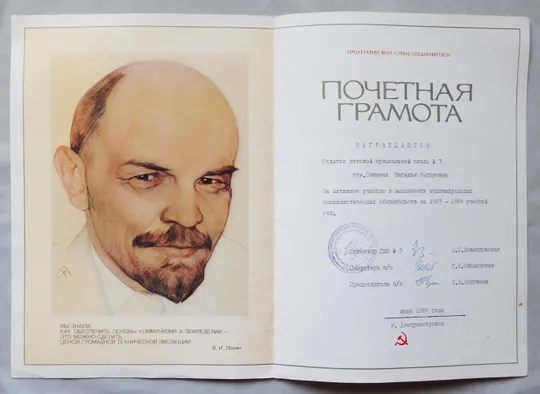 МЫ ЗНАЕМ,
КАК ОБЕСПЕЧИТЬ ОСНОВЫ КОММУНИЗМА В ЗЕМЛЕДЕЛИИ —
ЭТО МОЖНО СДЕЛАТЬ
ЦЕНОЙ ГРОМАДНОЙ ТЕХНИЧЕСКОЙ ЭВОЛЮЦИИ
В. И. Ленин
ПРОЛЕТАРИИ ВСЕХ СТРАН, СОЕДИНЯЙТЕСЬ!
ПОЧЕТНАЯ
ГРАМОТА
НАГРАЖДАЕТСЯ
детской музыкальной школы № 3
тов. Наталья
За активное участие в выполнении индивидуальных
социалистических обязательств за 1983 - 1984 учебный
год.
Директор ДМШ № 3
Секретарь п/о
Председатель п/о
июнь 1984 года
г. Днепропетровск